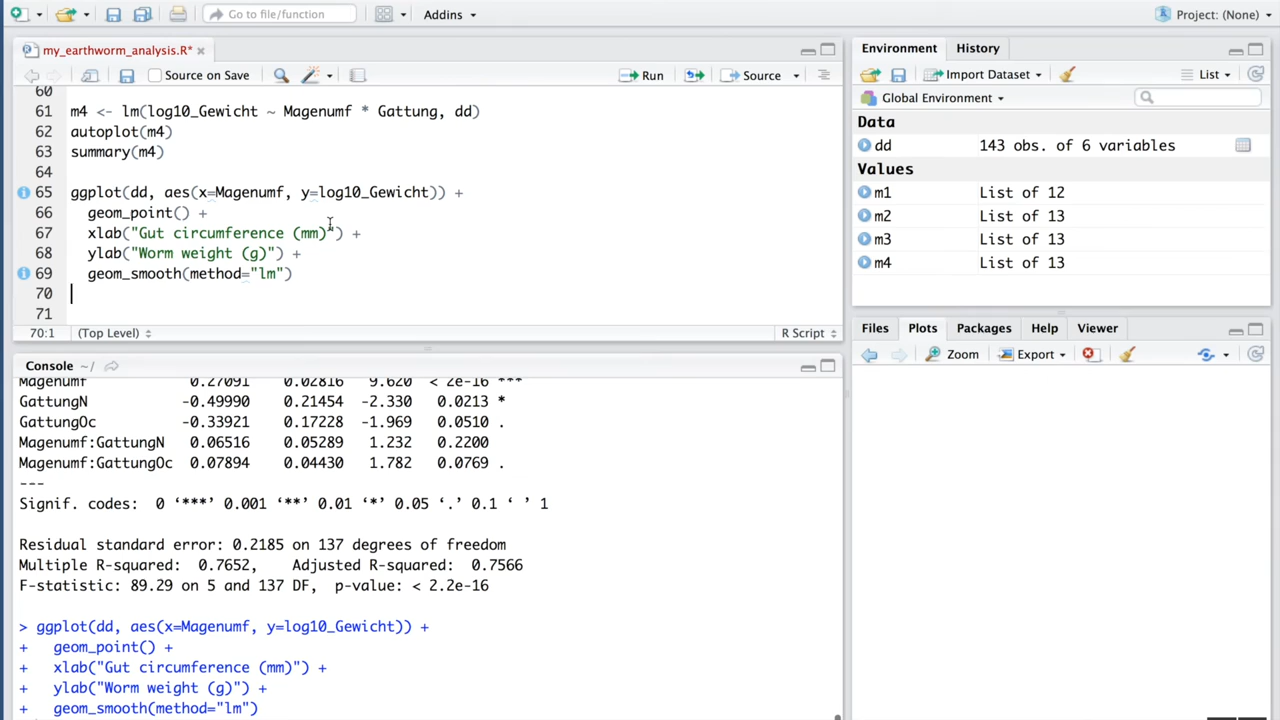 Go to file/function
Addins
Project: (None)
my_earthworm_analysis.R*
Source on Save
Run
Source
60
61 m4 <- lm(log10_Gewicht ~ Magenumf * Gattung, dd)
62 autoplot(m4)
63 summary(m4)
64
65 ggplot(dd, aes(x=Magenumf, y=log10_Gewicht)) +
66 geom_point() +
67 xlab("Gut circumference (mm)") +
68 ylab("Worm weight (g)") +
69 geom_smooth(method="lm")
70
71
70:1 (Top Level) R Script
Console ~/
Magenumf 0.27091 0.02816 9.620 < 2e-16 ***
GattungN -0.49990 0.21454 -2.330 0.0213 *
GattungOc -0.33921 0.17228 -1.969 0.0510 .
Magenumf:GattungN 0.06516 0.05289 1.232 0.2200
Magenumf:GattungOc 0.07894 0.04430 1.782 0.0769 .
---
Signif. codes: 0 ‘***’ 0.001 ‘**’ 0.01 ‘*’ 0.05 ‘.’ 0.1 ‘ ’ 1
Residual standard error: 0.2185 on 137 degrees of freedom
Multiple R-squared: 0.7652, Adjusted R-squared: 0.7566
F-statistic: 89.29 on 5 and 137 DF, p-value: < 2.2e-16
> ggplot(dd, aes(x=Magenumf, y=log10_Gewicht)) +
+ geom_point() +
+ xlab("Gut circumference (mm)") +
+ ylab("Worm weight (g)") +
+ geom_smooth(method="lm")
Environment History
Import Dataset List
Global Environment
Data
dd 143 obs. of 6 variables
Values
m1 List of 12
m2 List of 13
m3 List of 13
m4 List of 13
Files Plots Packages Help Viewer
Zoom Export